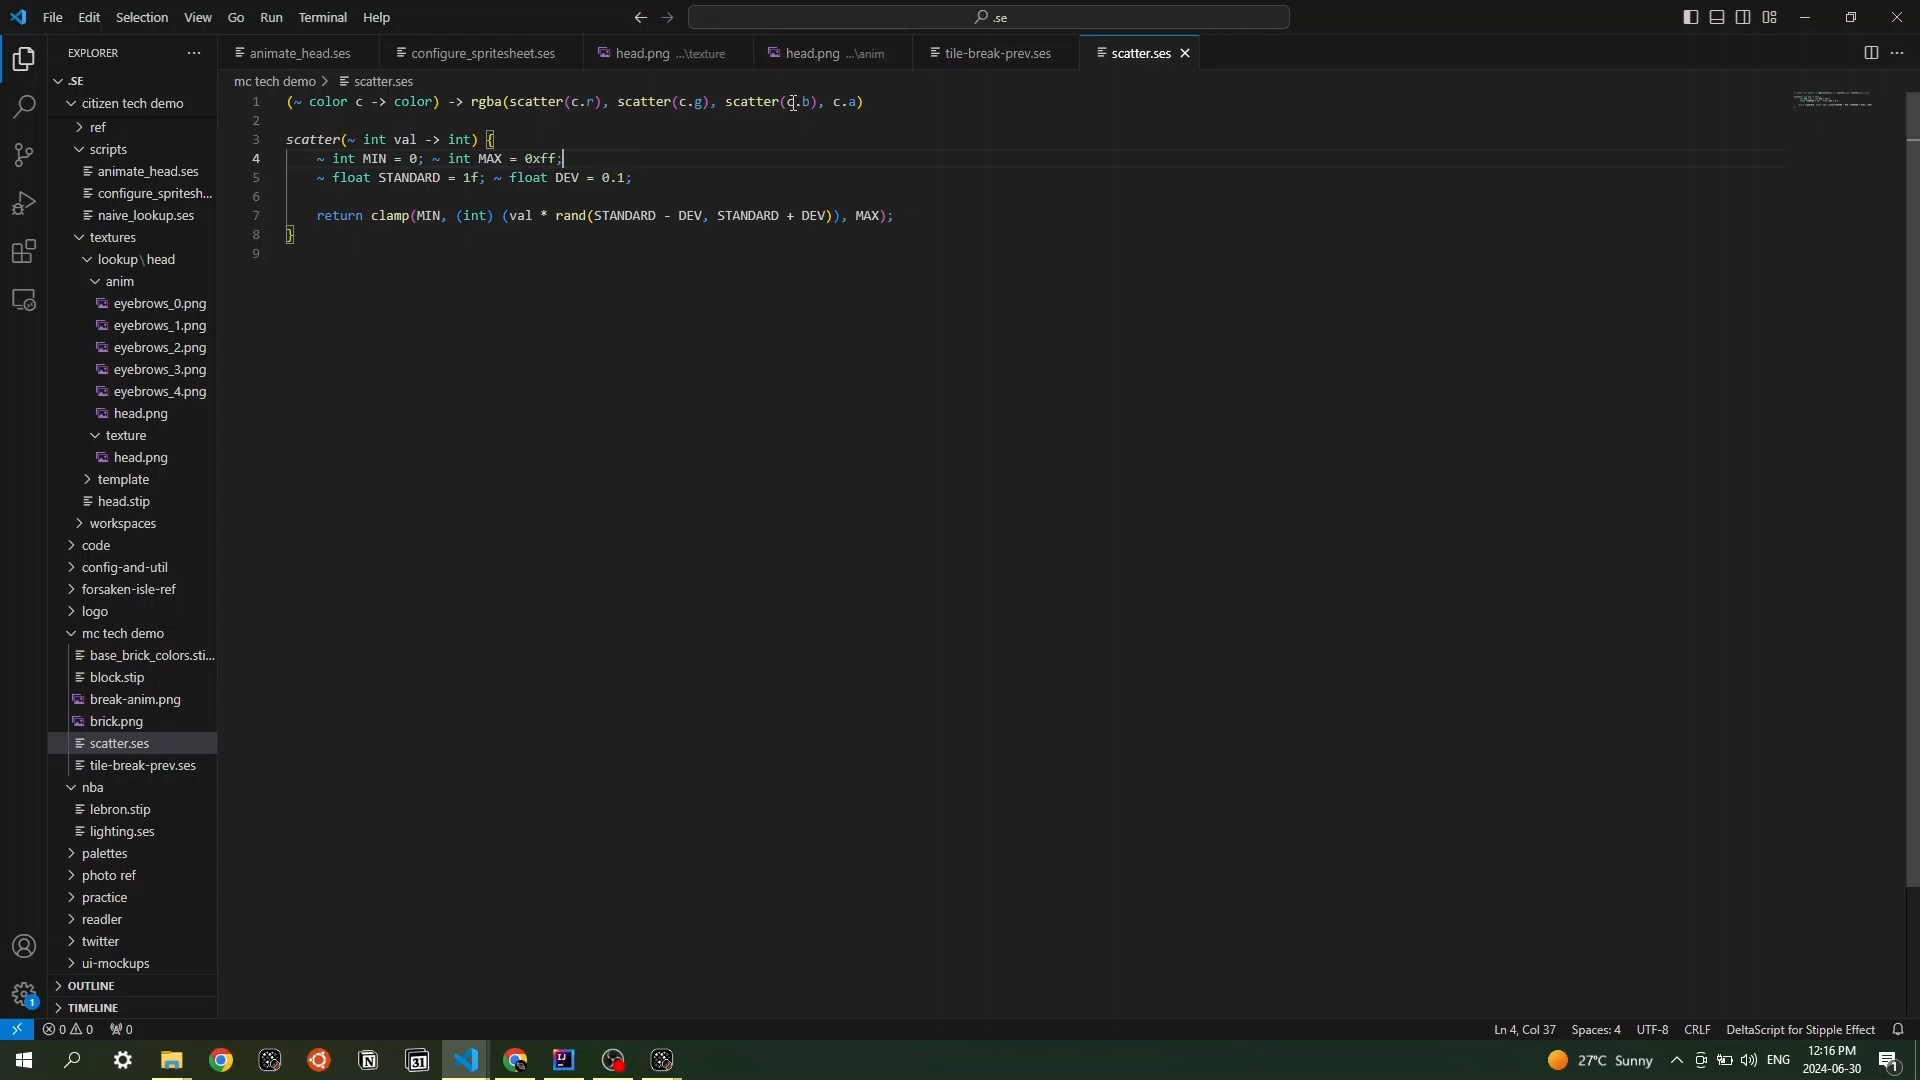 File Edit Selection View Go Run Terminal Help
.se
EXPLORER
.SE
citizen tech demo
ref
scripts
animate_head.ses
configure_spritesh...
naive_lookup.ses
textures
lookup\head
anim
eyebrows_0.png
eyebrows_1.png
eyebrows_2.png
eyebrows_3.png
eyebrows_4.png
head.png
texture
head.png
template
head.stip
workspaces
code
config-and-util
forsaken-isle-ref
logo
mc tech demo
base_brick_colors.sti...
block.stip
break-anim.png
brick.png
scatter.ses
tile-break-prev.ses
nba
lebron.stip
lighting.ses
palettes
photo ref
practice
readler
twitter
ui-mockups
OUTLINE
TIMELINE
animate_head.ses configure_spritesheet.ses head.png ...\texture head.png ...\anim tile-break-prev.ses scatter.ses
mc tech demo > scatter.ses
1 (~ color c -> color) -> rgba(scatter(c.r), scatter(c.g), scatter(c.b), c.a)
2
3 scatter(~ int val -> int) {
4 ~ int MIN = 0; ~ int MAX = 0xff;
5 ~ float STANDARD = 1f; ~ float DEV = 0.1;
6
7 return clamp(MIN, (int) (val * rand(STANDARD - DEV, STANDARD + DEV)), MAX);
8 }
9
1
0 0 0
Ln 4, Col 37 Spaces: 4 UTF-8 CRLF DeltaScript for Stipple Effect
31
27°C Sunny
ENG
12:16 PM
2024-06-30
1